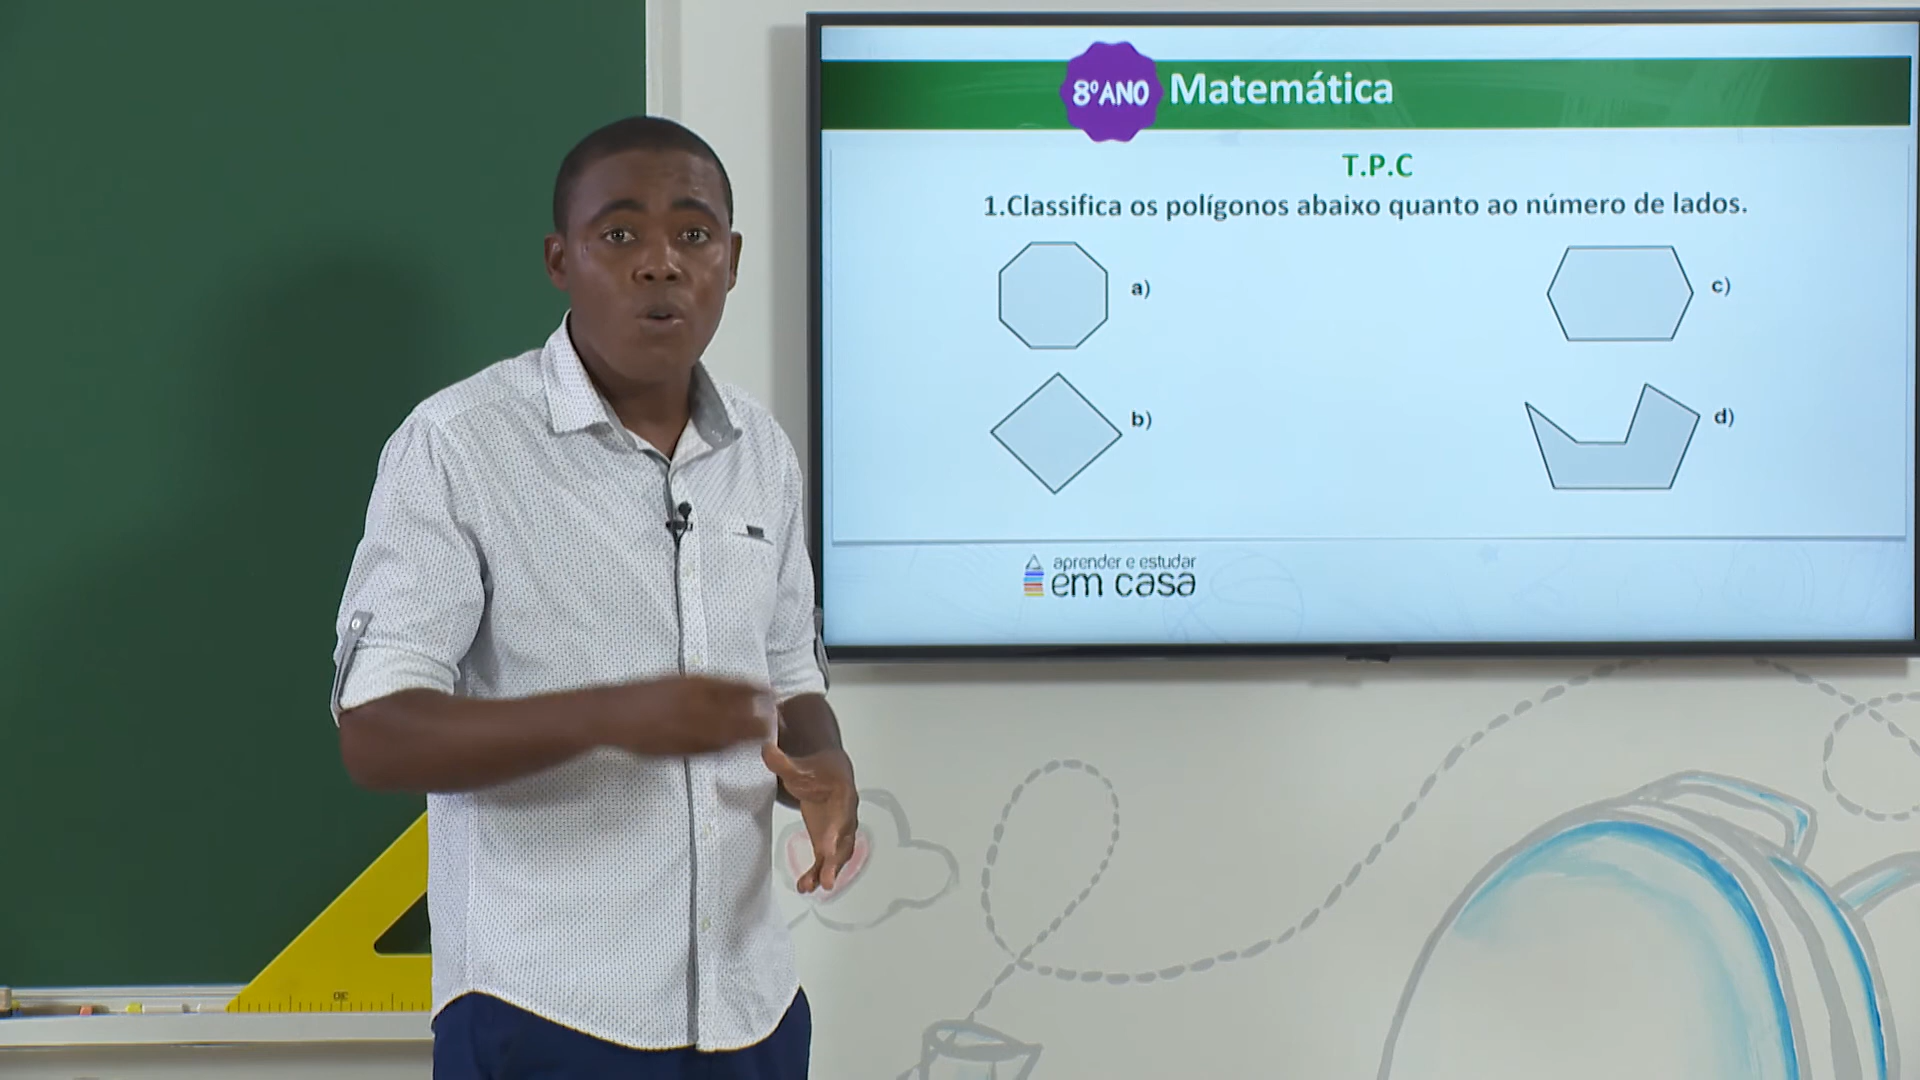 8ºANO Matemática
T.P.C
1.Classifica os polígonos abaixo quanto ao número de lados.
a)
c)
b)
d)
aprender e estudar
em casa